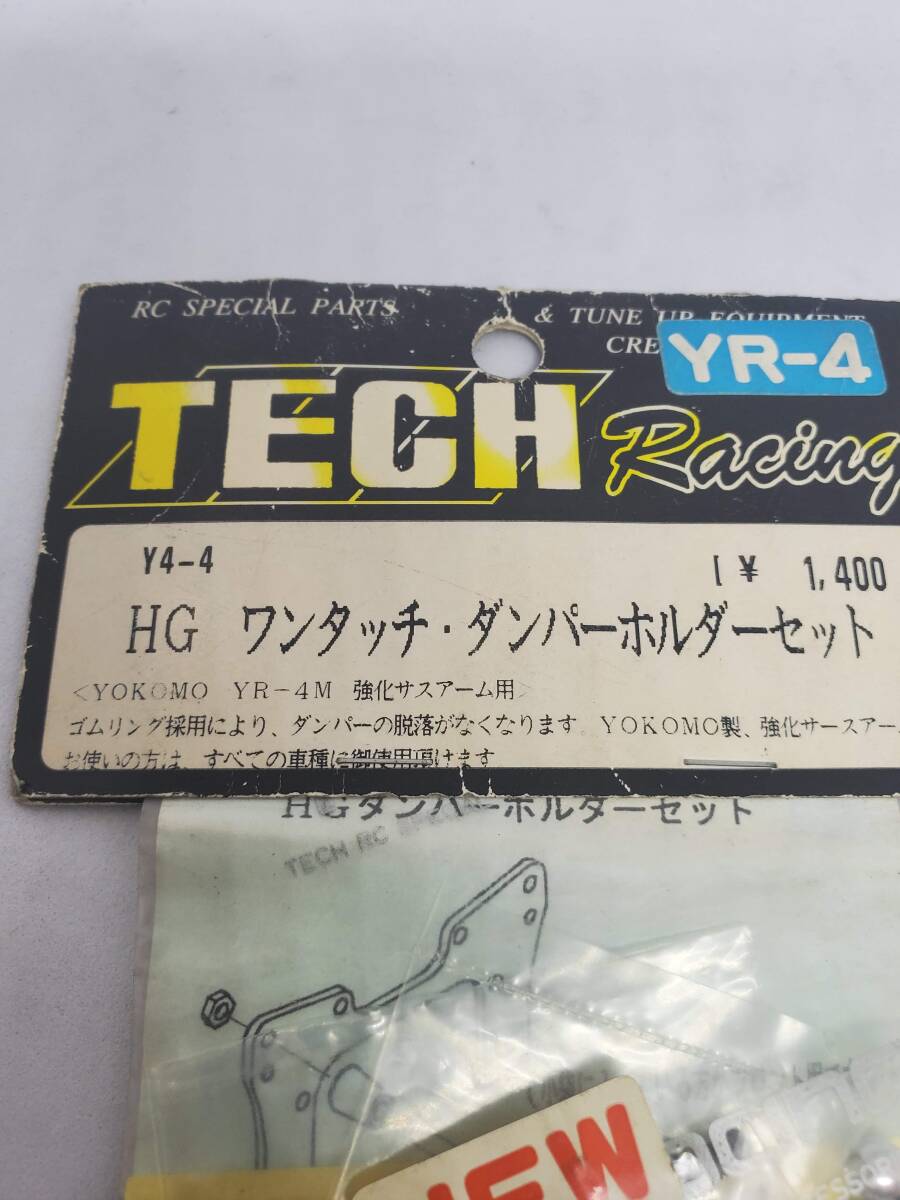 RC SPECIAL PARTS & TUNE UP EQUIPMENT
YR-4
TECH Racing
Y4-4 ¥ 1,400
HG ワンタッチ・ダンパーホルダーセット
<YOKOMO YR-4M 強化サスアーム用>
ゴムリング採用により、ダンパーの脱落がなくなります。YOKOMO製、強化サースアー
お使いの方は、すべての車種に御使用頂けます
HGダンパーホルダーセット
TECH RC
NEW